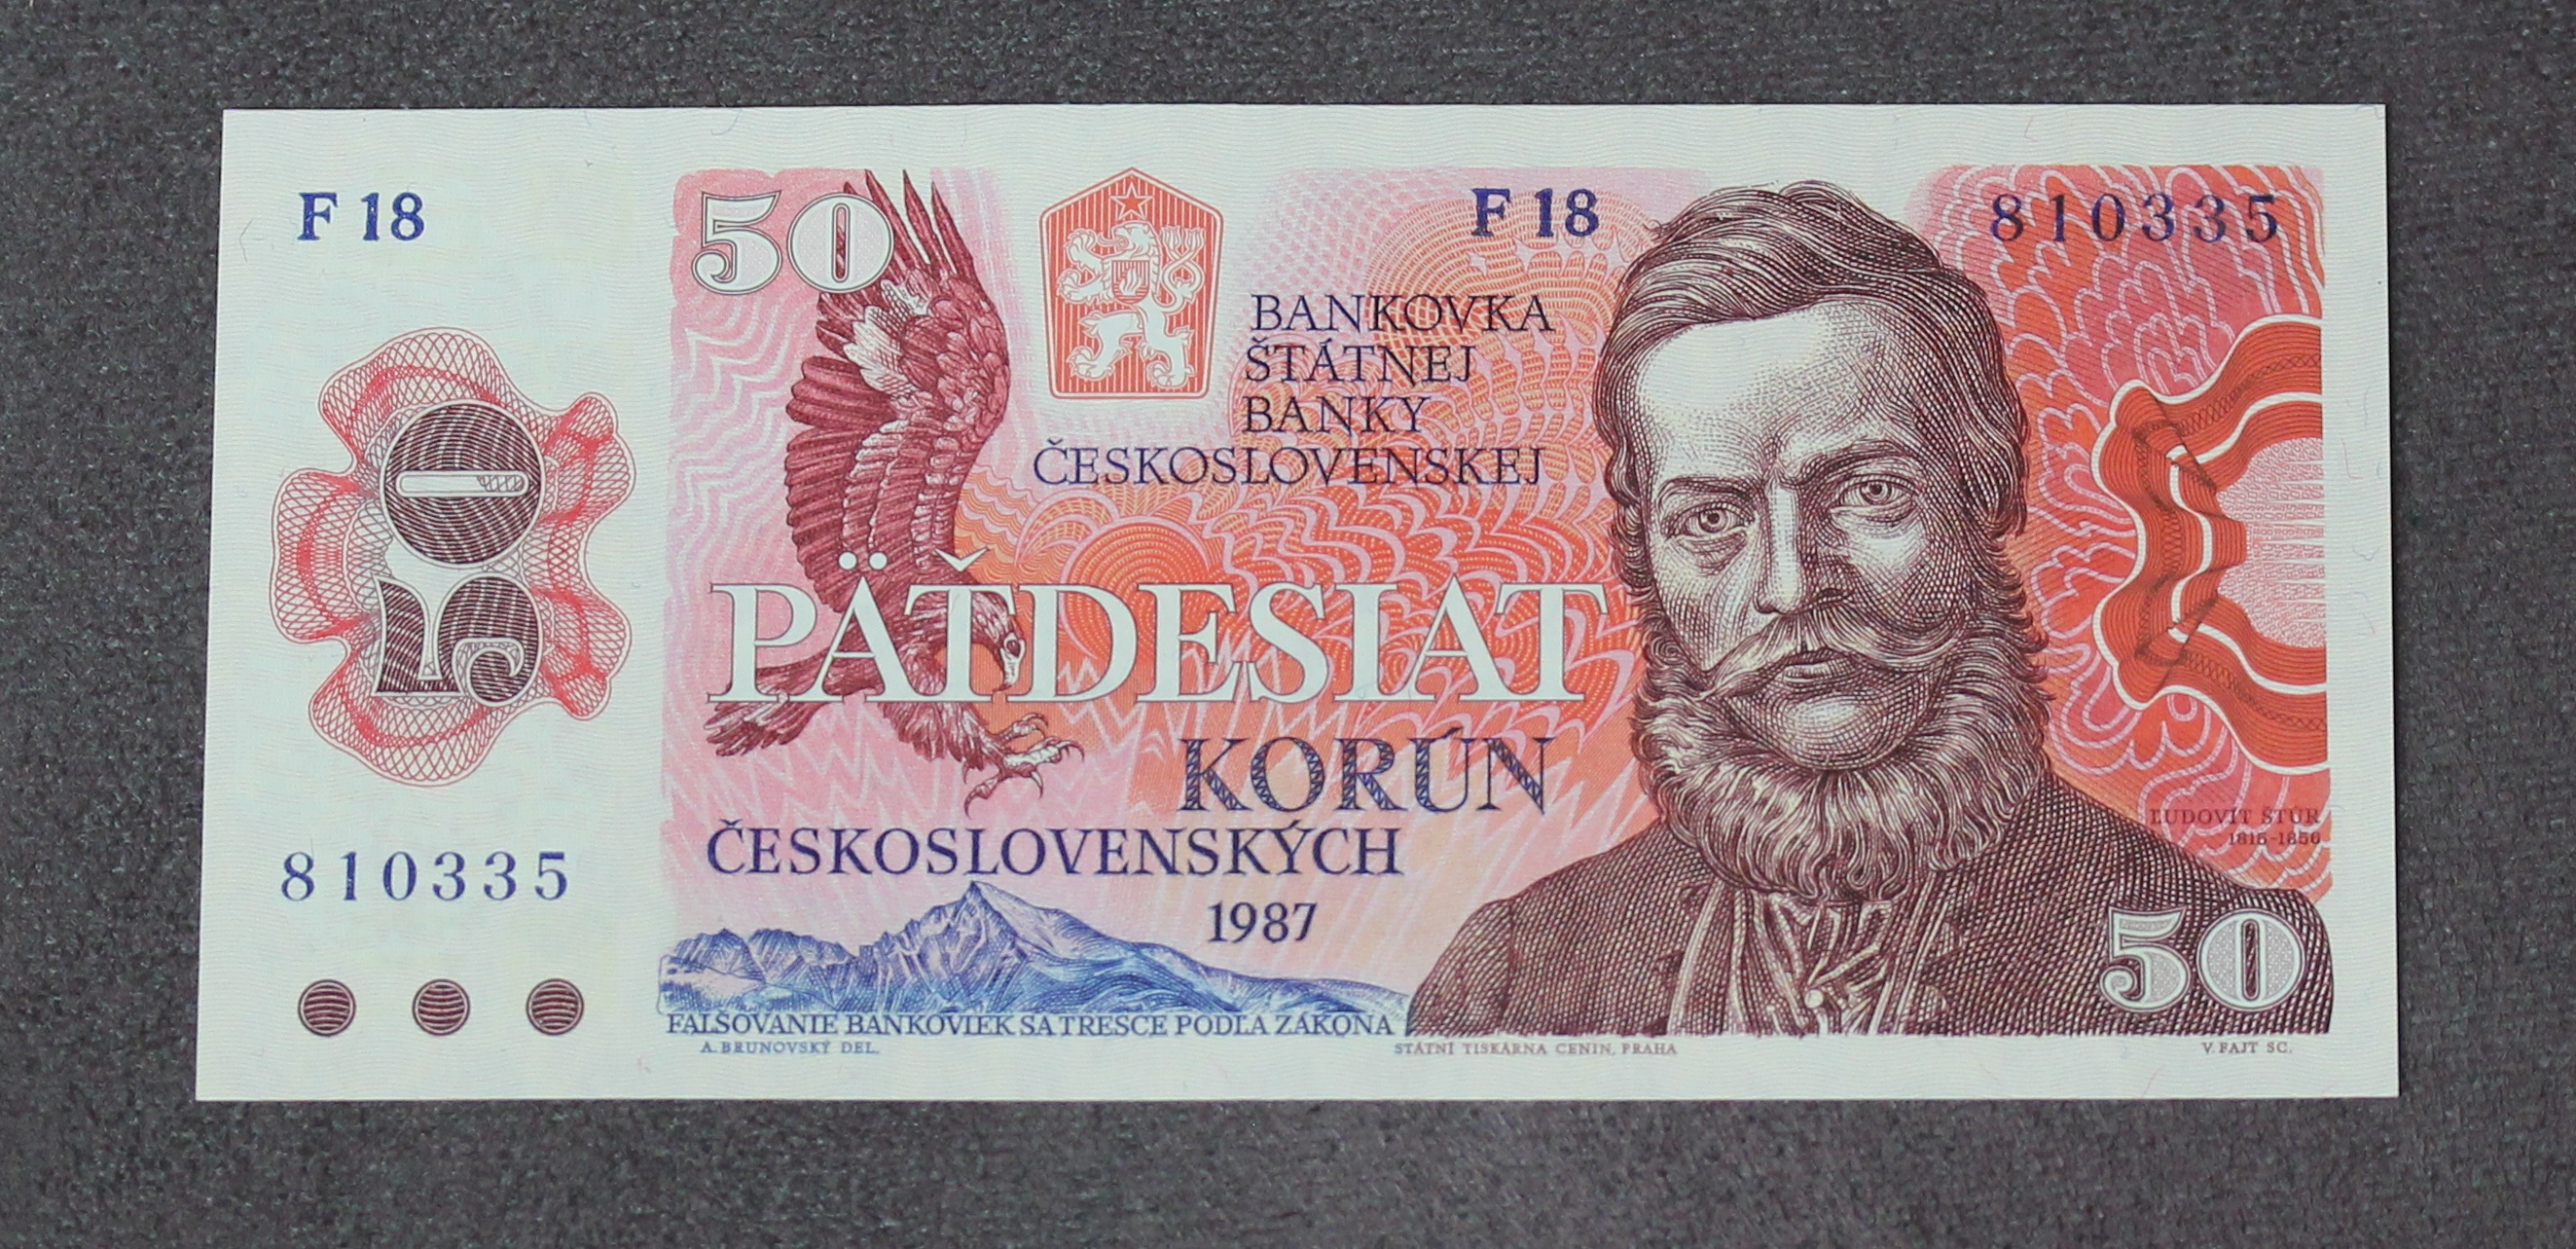 F 18
50
F 18
810335
BANKOVKA
ŠTÁTNEJ
BANKY
ČESKOSLOVENSKEJ
50
PÄŤDESIAT
KORÚN
ČESKOSLOVENSKÝCH
1987
ĽUDOVÍT ŠTÚR
1815-1856
810335
50
FALŠOVANIE BANKOVIEK SA TRESCE PODĽA ZÁKONA
A. BRUNOVSKÝ DEL.
STÁTNÍ TISKÁRNA CENIN, PRAHA
V. FAJT SC.